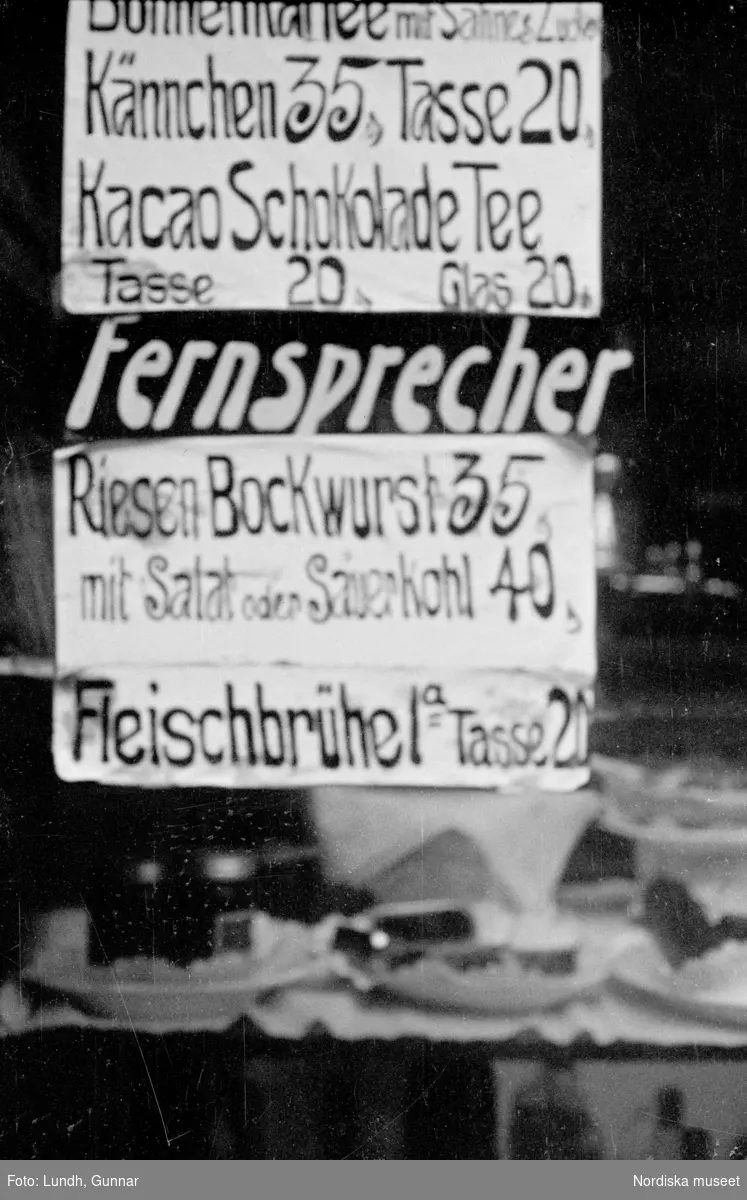 Bohnenkaffee mit Sahne & Zucker
Kännchen 35 ₰ Tasse 20 ₰
Kacao Schokolade Tee
Tasse 20 ₰ Glas 20 ₰
Fernsprecher
Riesen Bockwurst 35 ₰
mit Salat oder Sauerkohl 40 ₰
Fleischbrühe Ia Tasse 20
Foto: Lundh, Gunnar
Nordiska museet